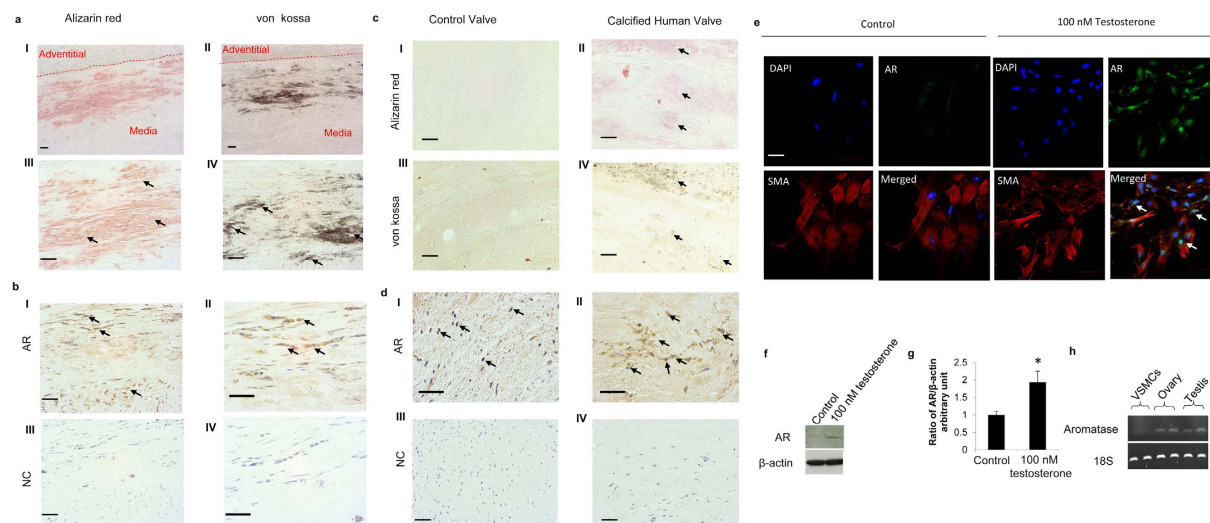 a
Alizarin red
von kossa
I
II
Adventitial
Adventitial
Media
Media
III
IV
b
I
II
AR
III
IV
NC
c
Control Valve
Calcified Human Valve
I
II
Alizarin red
III
IV
von kossa
d
I
II
AR
III
IV
NC
e
Control
100 nM Testosterone
DAPI
AR
DAPI
AR
SMA
Merged
SMA
Merged
f
Control
100 nM testosterone
AR
β-actin
g
Ratio of AR/β-actin
arbitrary unit
2.5
2
1.5
1
0.5
0
*
Control
100 nM
testosterone
h
VSMCs
Ovary
Testis
Aromatase
18S